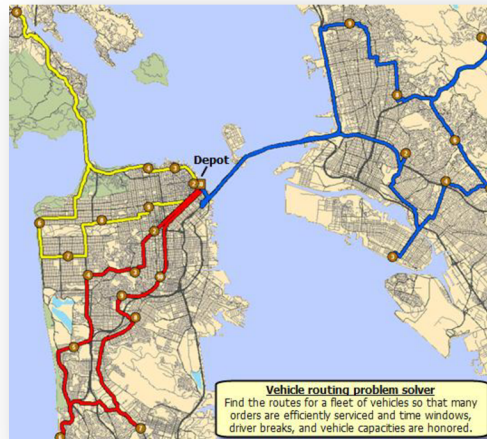 Depot
Vehicle routing problem solver
Find the routes for a fleet of vehicles so that many
orders are efficiently serviced and time windows,
driver breaks, and vehicle capacities are honored.